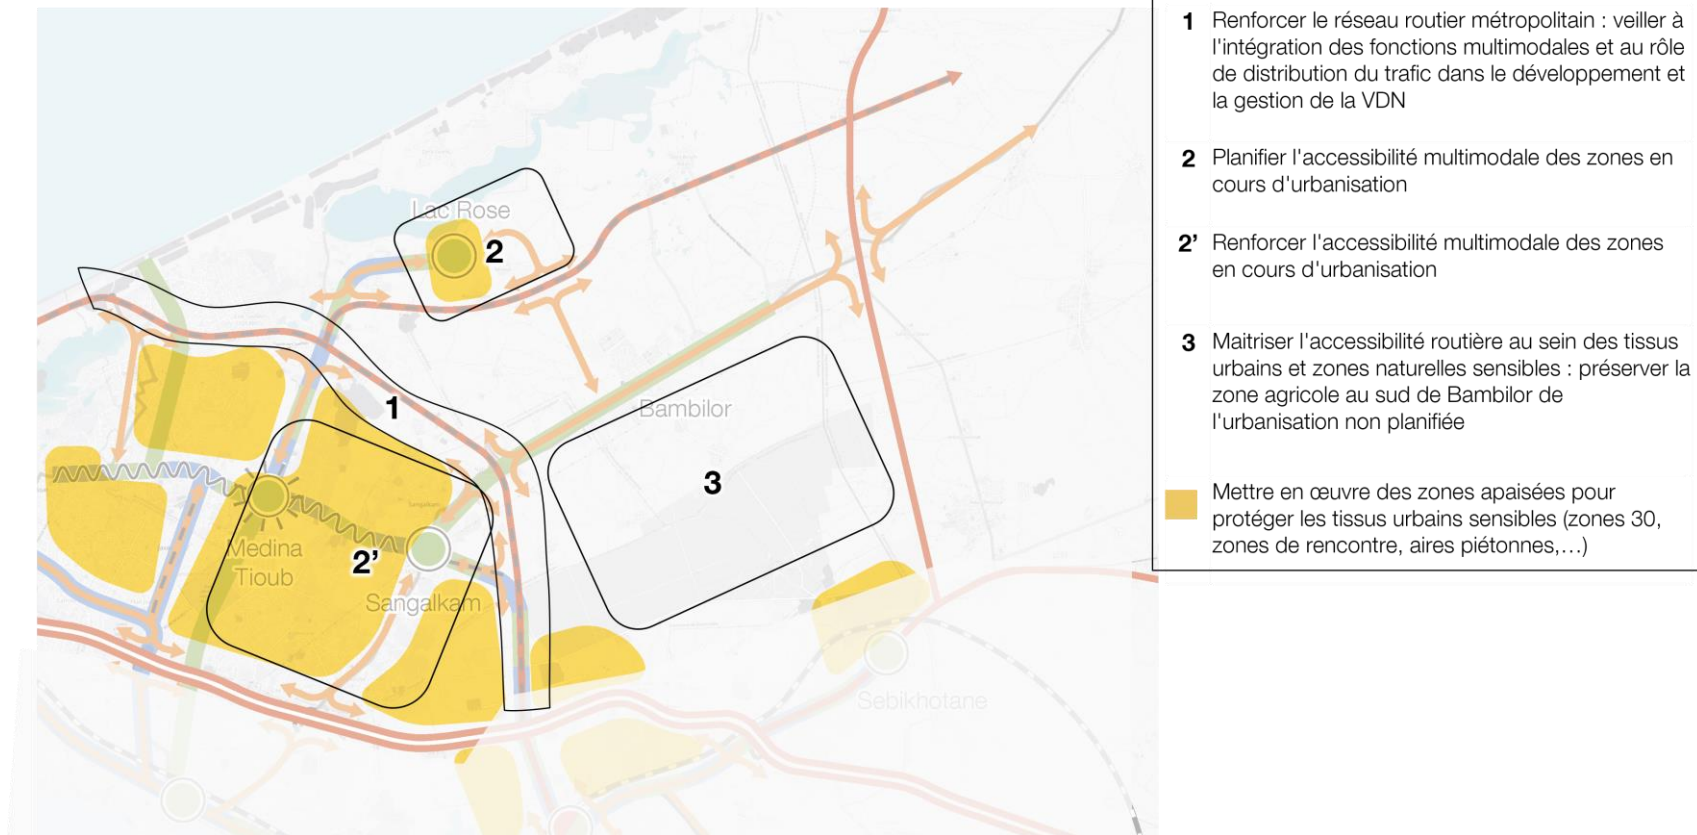 Lac Rose
2
1
Bambilor
3
Sangalkam
Medina
Tioub
2'
Sangalkam
Sebikhotane
1 Renforcer le réseau routier métropolitain : veiller à
l'intégration des fonctions multimodales et au rôle
de distribution du trafic dans le développement et
la gestion de la VDN
2 Planifier l'accessibilité multimodale des zones en
cours d'urbanisation
2' Renforcer l'accessibilité multimodale des zones
en cours d'urbanisation
3 Maitriser l'accessibilité routière au sein des tissus
urbains et zones naturelles sensibles : préserver la
zone agricole au sud de Bambilor de
l'urbanisation non planifiée
Mettre en œuvre des zones apaisées pour
protéger les tissus urbains sensibles (zones 30,
zones de rencontre, aires piétonnes,...)